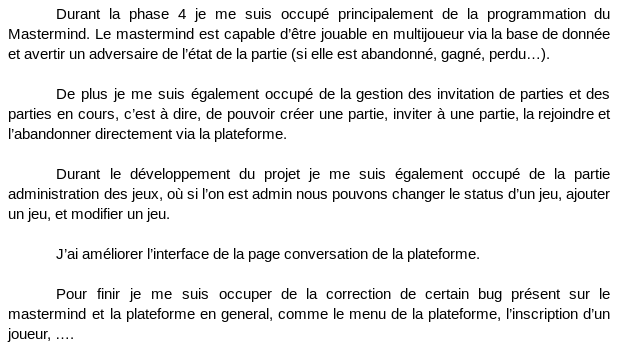 Durant la phase 4 je me suis occupé principalement de la programmation du
Mastermind. Le mastermind est capable d'être jouable en multijoueur via la base de donnée
et avertir un adversaire de l'état de la partie (si elle est abandonné, gagné, perdu…).
De plus je me suis également occupé de la gestion des invitation de parties et des
parties en cours, c'est à dire, de pouvoir créer une partie, inviter à une partie, la rejoindre et
l'abandonner directement via la plateforme.
Durant le développement du projet je me suis également occupé de la partie
administration des jeux, où si l'on est admin nous pouvons changer le status d'un jeu, ajouter
un jeu, et modifier un jeu.
J'ai améliorer l'interface de la page conversation de la plateforme.
Pour finir je me suis occuper de la correction de certain bug présent sur le
mastermind et la plateforme en general, comme le menu de la plateforme, l'inscription d'un
joueur, ….